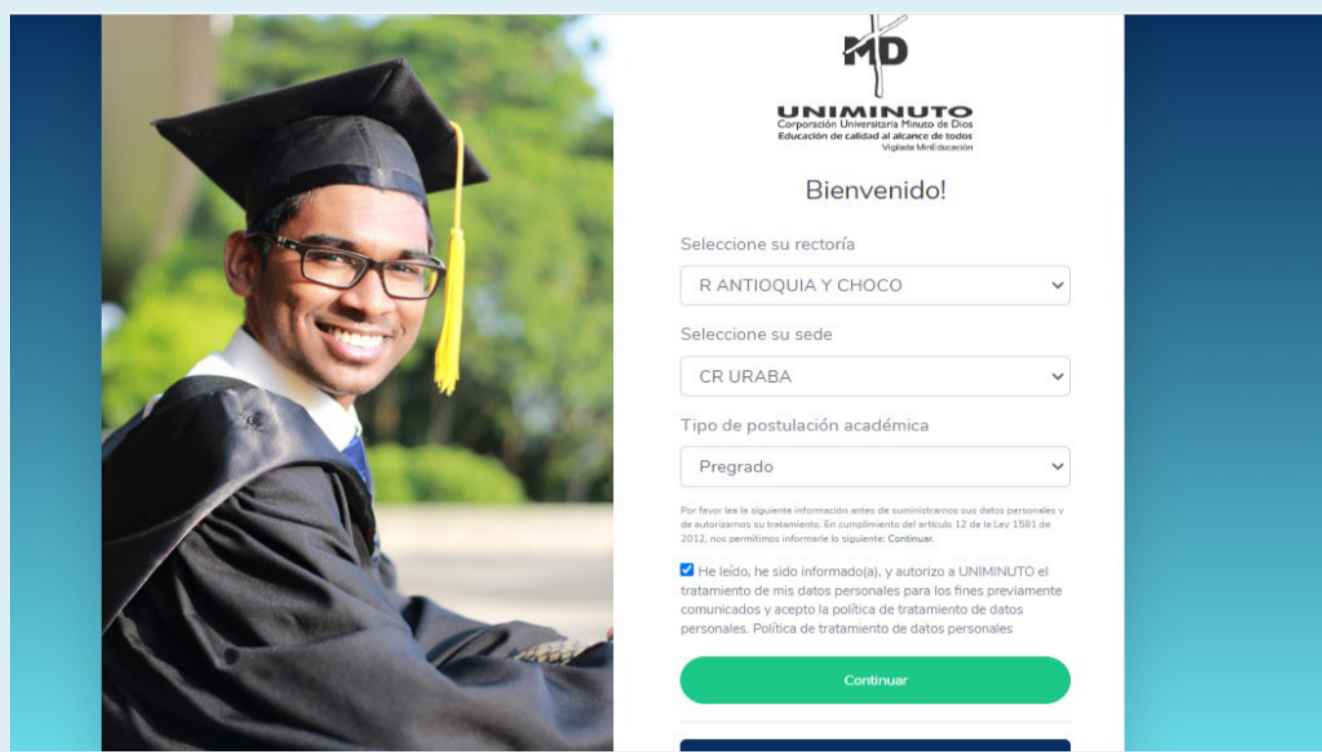 MD
UNIMINUTO
Corporación Universitaria Minuto de Dios
Educación de calidad al alcance de todos
Vigilada MinEducación
Bienvenido!
Seleccione su rectoría
R ANTIOQUIA Y CHOCO
Seleccione su sede
CR URABA
Tipo de postulación académica
Pregrado
Por favor lea la siguiente información antes de suministrarnos sus datos personales y
de autorizarnos su tratamiento. En cumplimiento del artículo 12 de la Ley 1581 de
2012, nos permitimos informarle lo siguiente: Continuar.
He leído, he sido informado(a), y autorizo a UNIMINUTO el
tratamiento de mis datos personales para los fines previamente
comunicados y acepto la política de tratamiento de datos
personales. Política de tratamiento de datos personales
Continuar